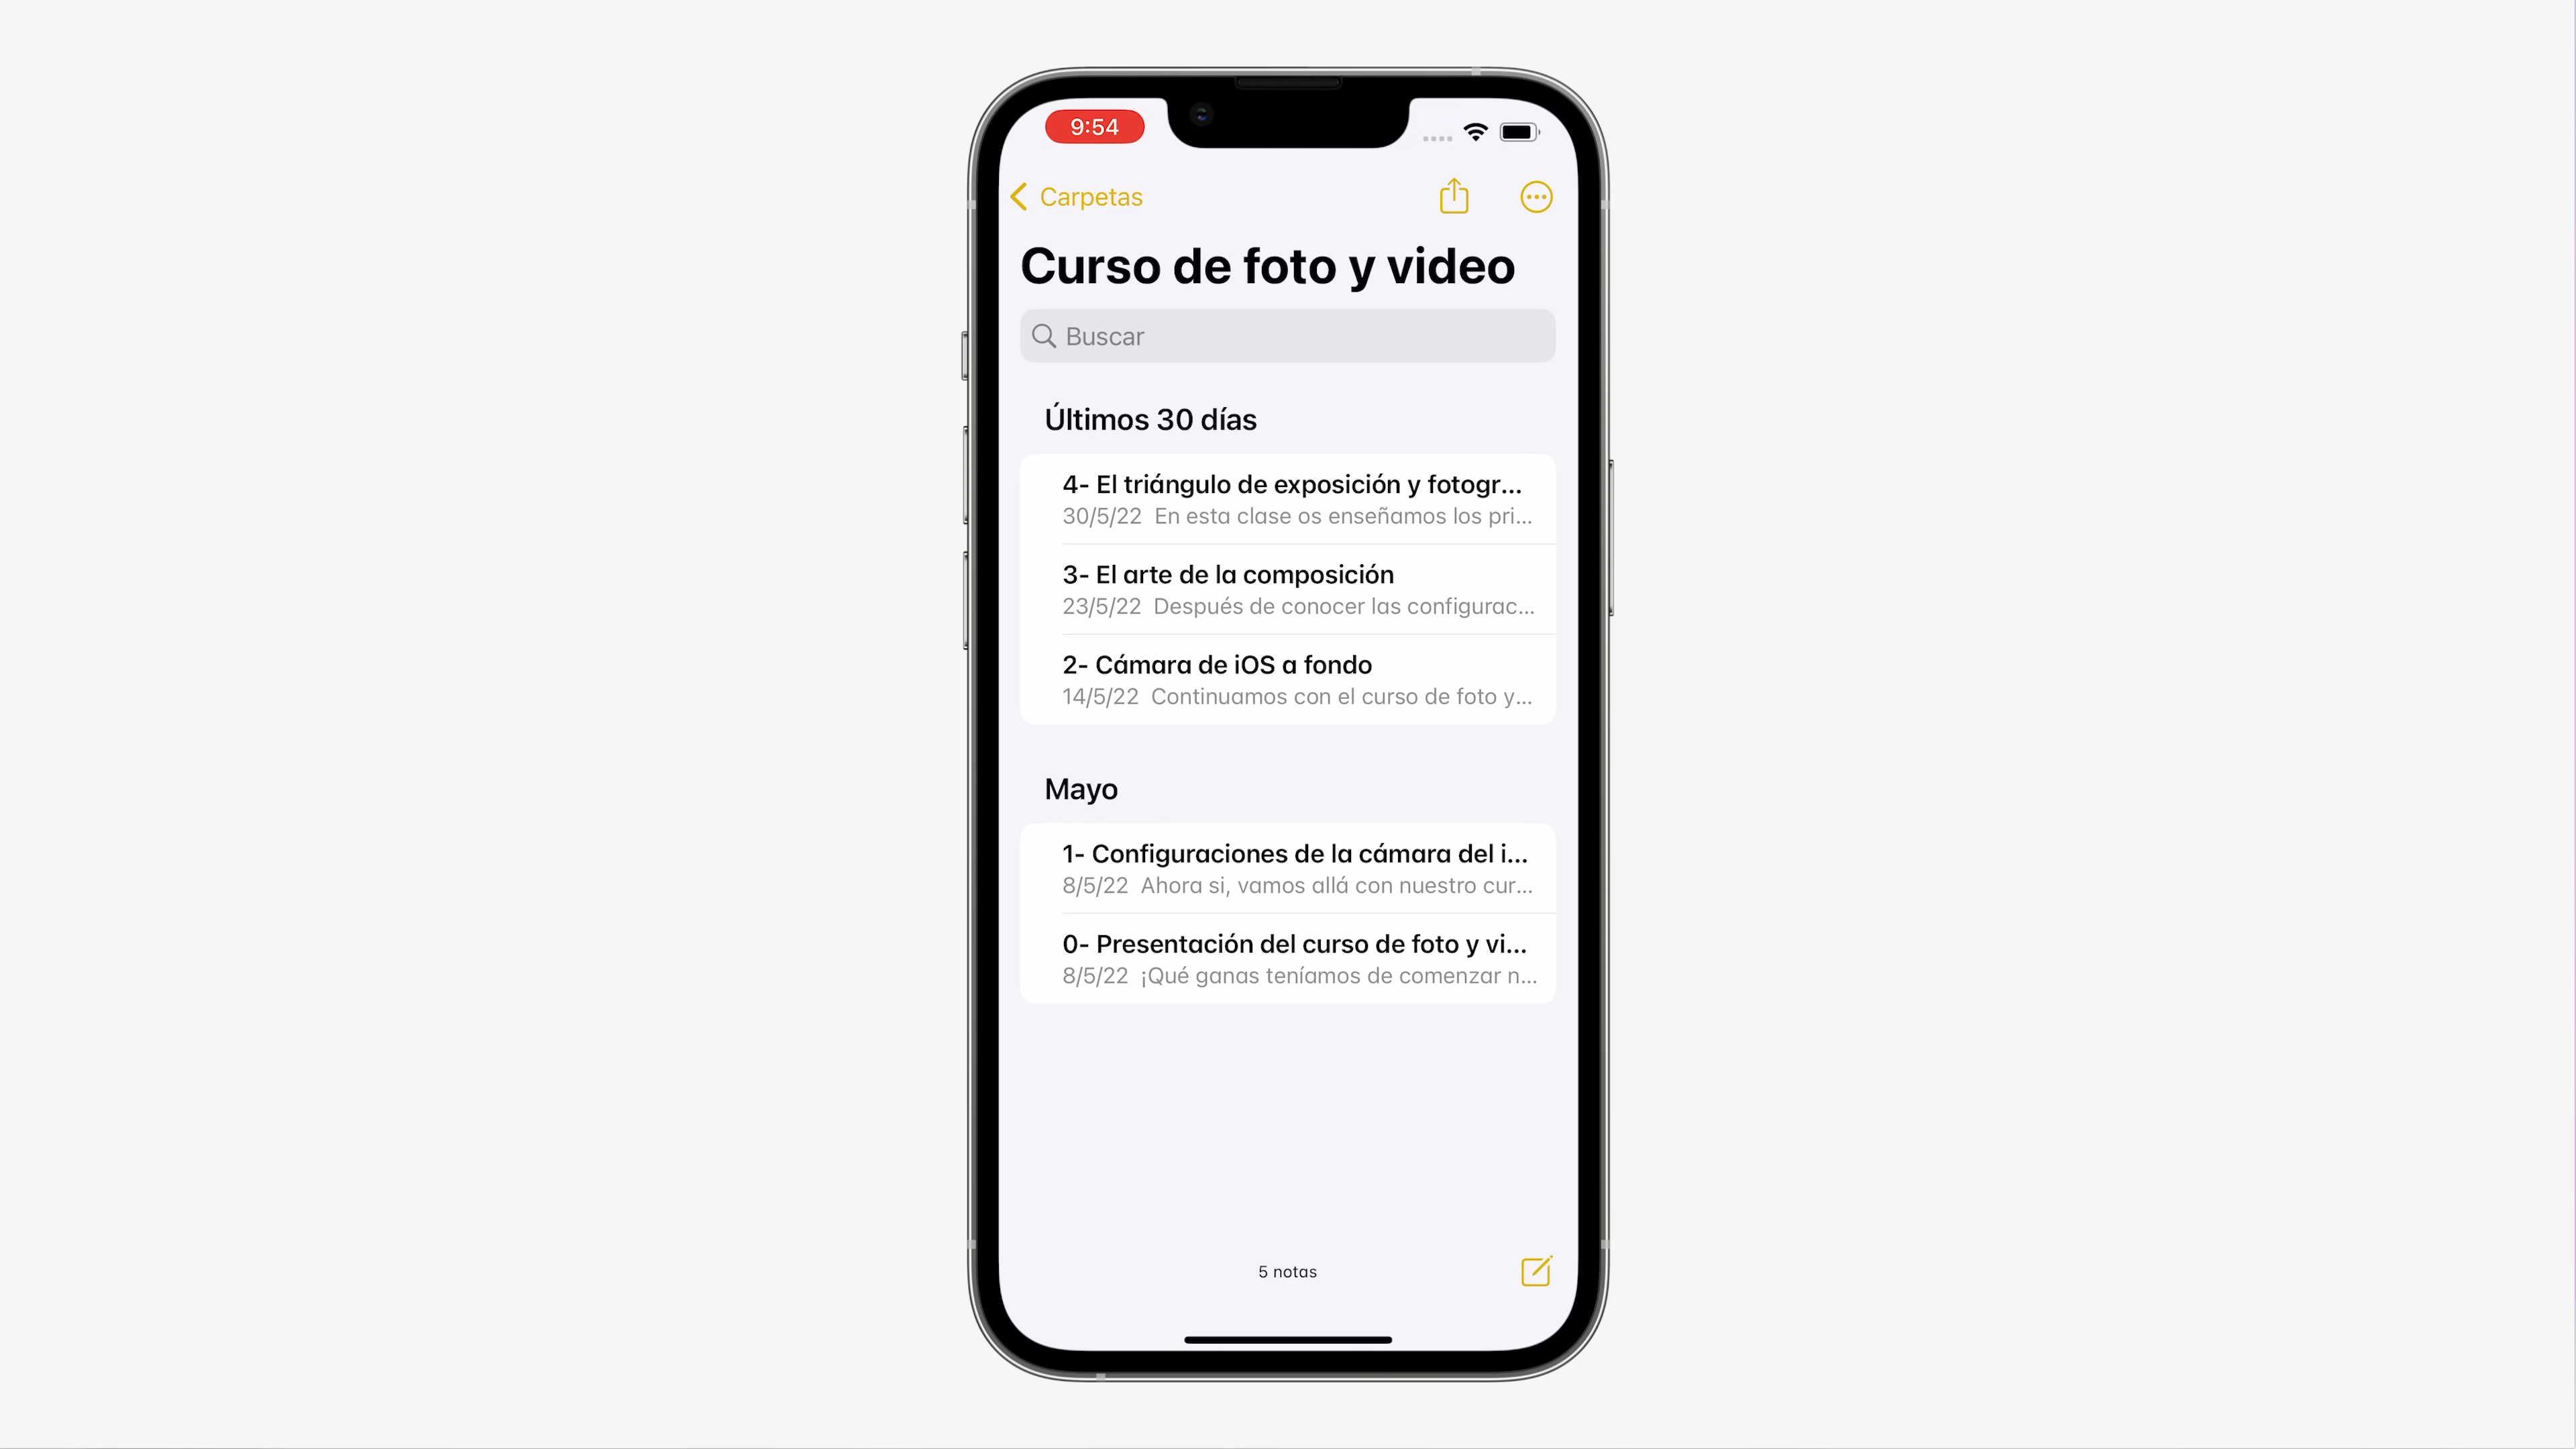 9:54
Carpetas
Curso de foto y video
Buscar
Últimos 30 días
4- El triángulo de exposición y fotogr...
30/5/22 En esta clase os enseñamos los pri...
3- El arte de la composición
23/5/22 Después de conocer las configurac...
2- Cámara de iOS a fondo
14/5/22 Continuamos con el curso de foto y...
Mayo
1- Configuraciones de la cámara del i...
8/5/22 Ahora si, vamos allá con nuestro cur...
0- Presentación del curso de foto y vi...
8/5/22 ¡Qué ganas teníamos de comenzar n...
5 notas